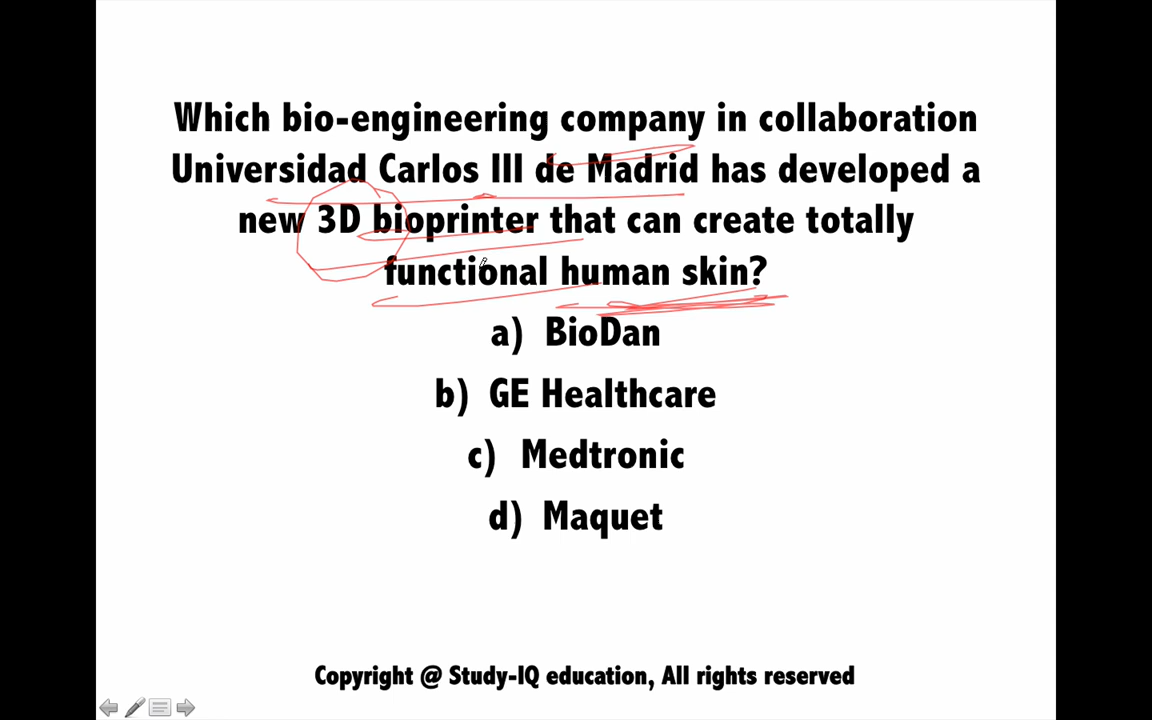 Which bio-engineering company in collaboration
Universidad Carlos III de Madrid has developed a
new 3D bioprinter that can create totally
functional human skin?
a) BioDan
b) GE Healthcare
c) Medtronic
d) Maquet
Copyright @ Study-IQ education, All rights reserved